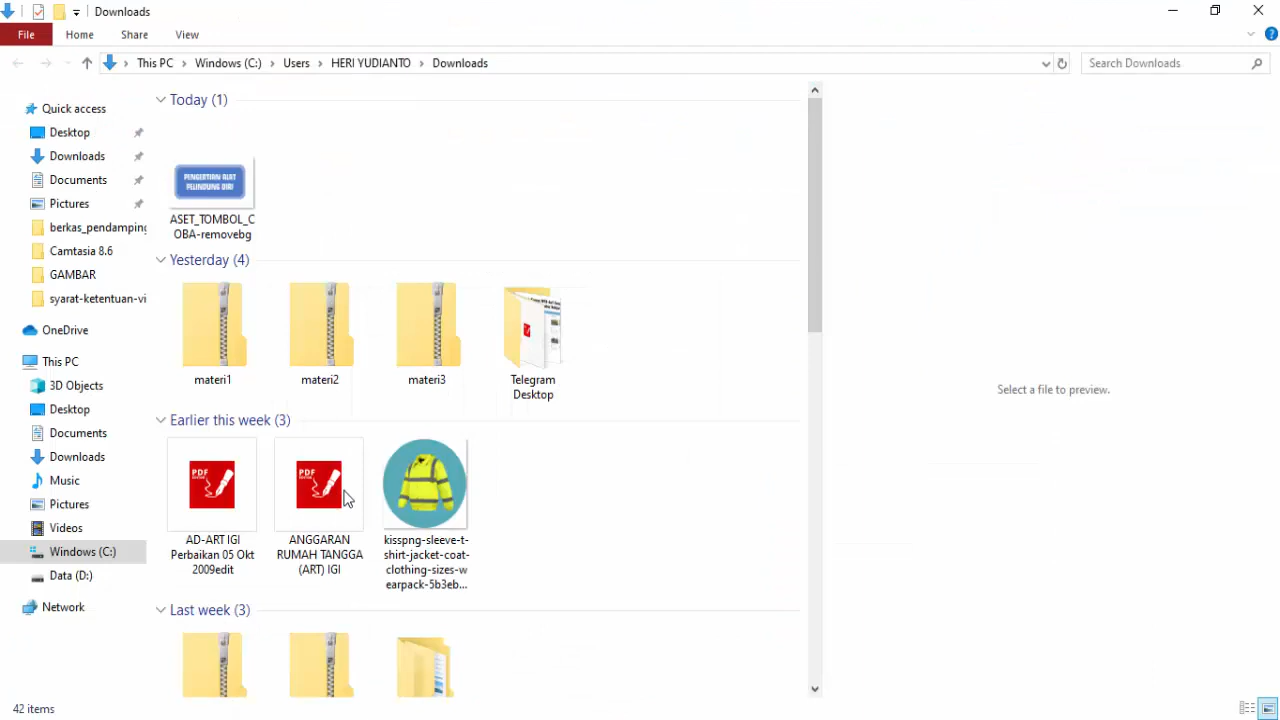 Downloads
File
Home
Share
View
This PC
Windows (C:)
Users
HERI YUDIANTO
Downloads
Search Downloads
Quick access
Desktop
Downloads
Documents
Pictures
berkas_pendamping
Camtasia 8.6
GAMBAR
syarat-ketentuan-vi
OneDrive
This PC
3D Objects
Desktop
Documents
Downloads
Music
Pictures
Videos
Windows (C:)
Data (D:)
Network
Today (1)
PENGERTIAN ALAT
PELINDUNG DIRI
ASET_TOMBOL_C
OBA-removebg
Yesterday (4)
materi1
materi2
materi3
Telegram
Desktop
Earlier this week (3)
PDF
PDF
AD-ART IGI
Perbaikan 05 Okt
2009edit
ANGGARAN
RUMAH TANGGA
(ART) IGI
kisspng-sleeve-t-
shirt-jacket-coat-
clothing-sizes-w
earpack-5b3eb...
Last week (3)
Select a file to preview.
42 items